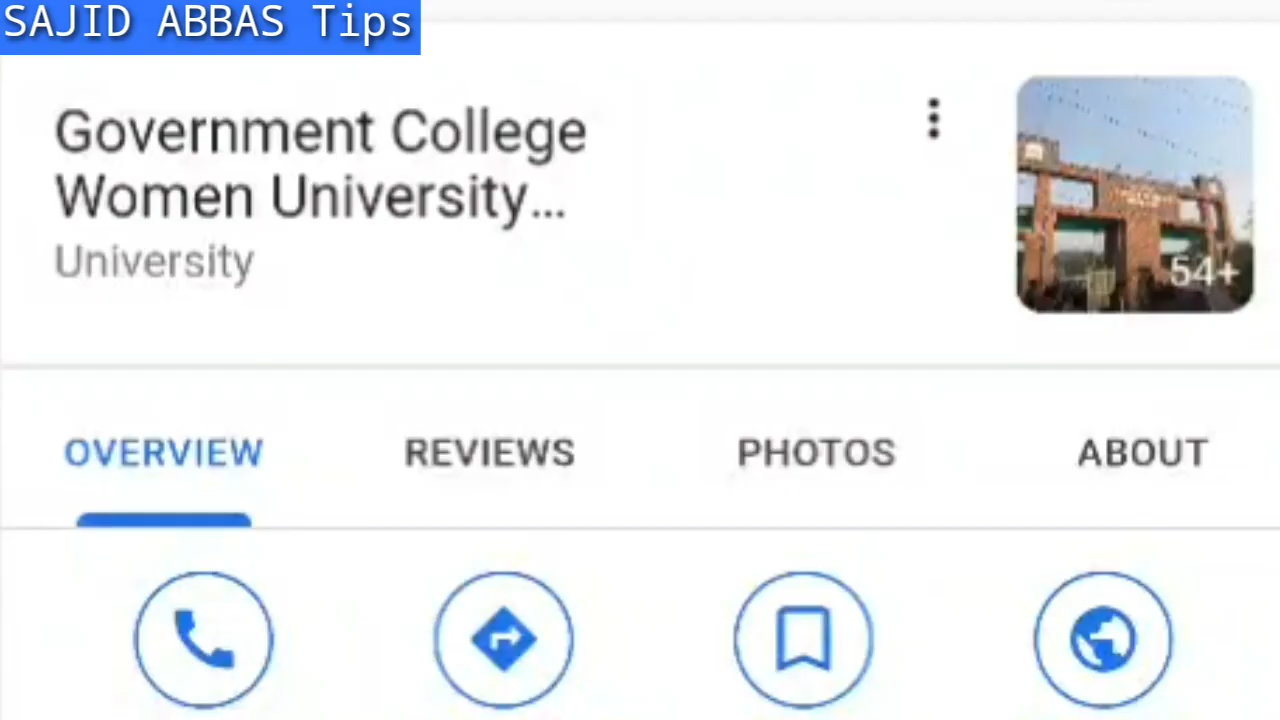 SAJID ABBAS Tips
Government College
Women University...
University
54+
OVERVIEW REVIEWS PHOTOS ABOUT